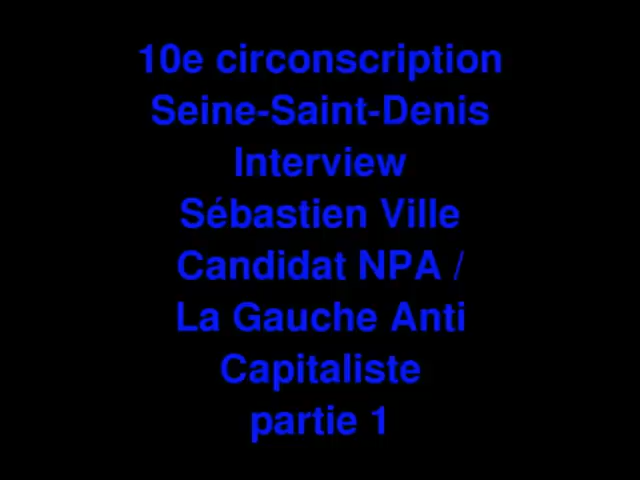 10e circonscription
Seine-Saint-Denis
Interview
Sébastien Ville
Candidat NPA /
La Gauche Anti
Capitaliste
partie 1